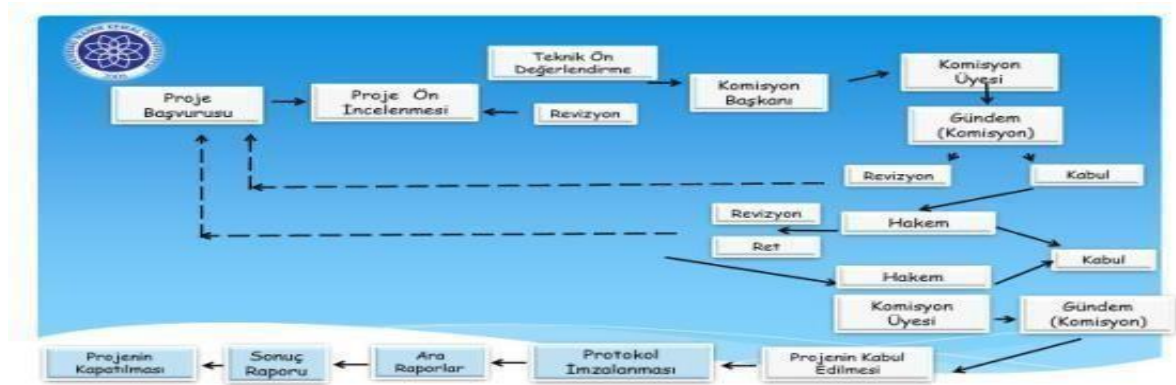 Teknik Ön
Değerlendirme
Komisyon
Üyesi
Proje
Başvurusu
Proje Ön
İncelenmesi
Revizyon
Komisyon
Başkanı
Gündem
(Komisyon)
Revizyon
Kabul
Revizyon
Hakem
Ret
Kabul
Hakem
Komisyon
Üyesi
Gündem
(Komisyon)
Projenin
Kapatılması
Sonuç
Raporu
Ara
Raporlar
Protokol
İmzalanması
Projenin Kabul
Edilmesi